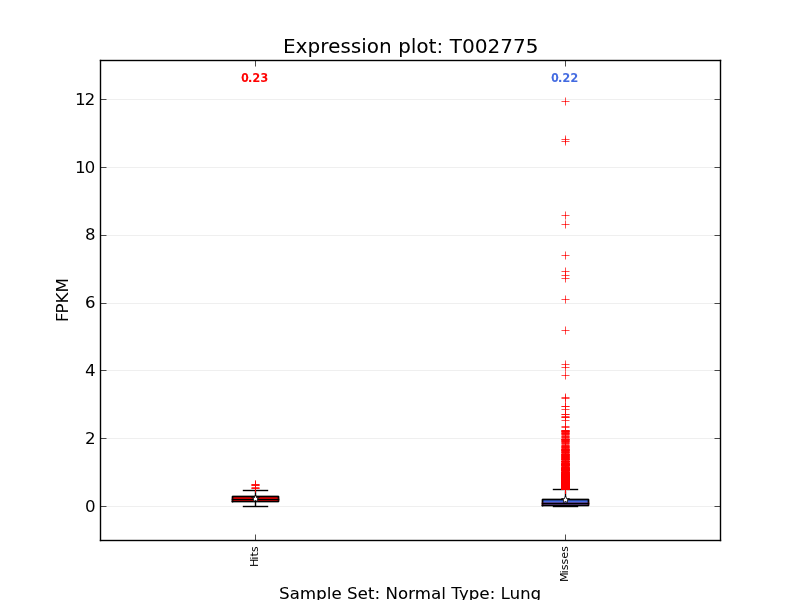 Expression plot: T002775
0.23
0.22
12
10
8
6
4
2
0
FPKM
Hits
Misses
Sample Set: Normal Type: Lung